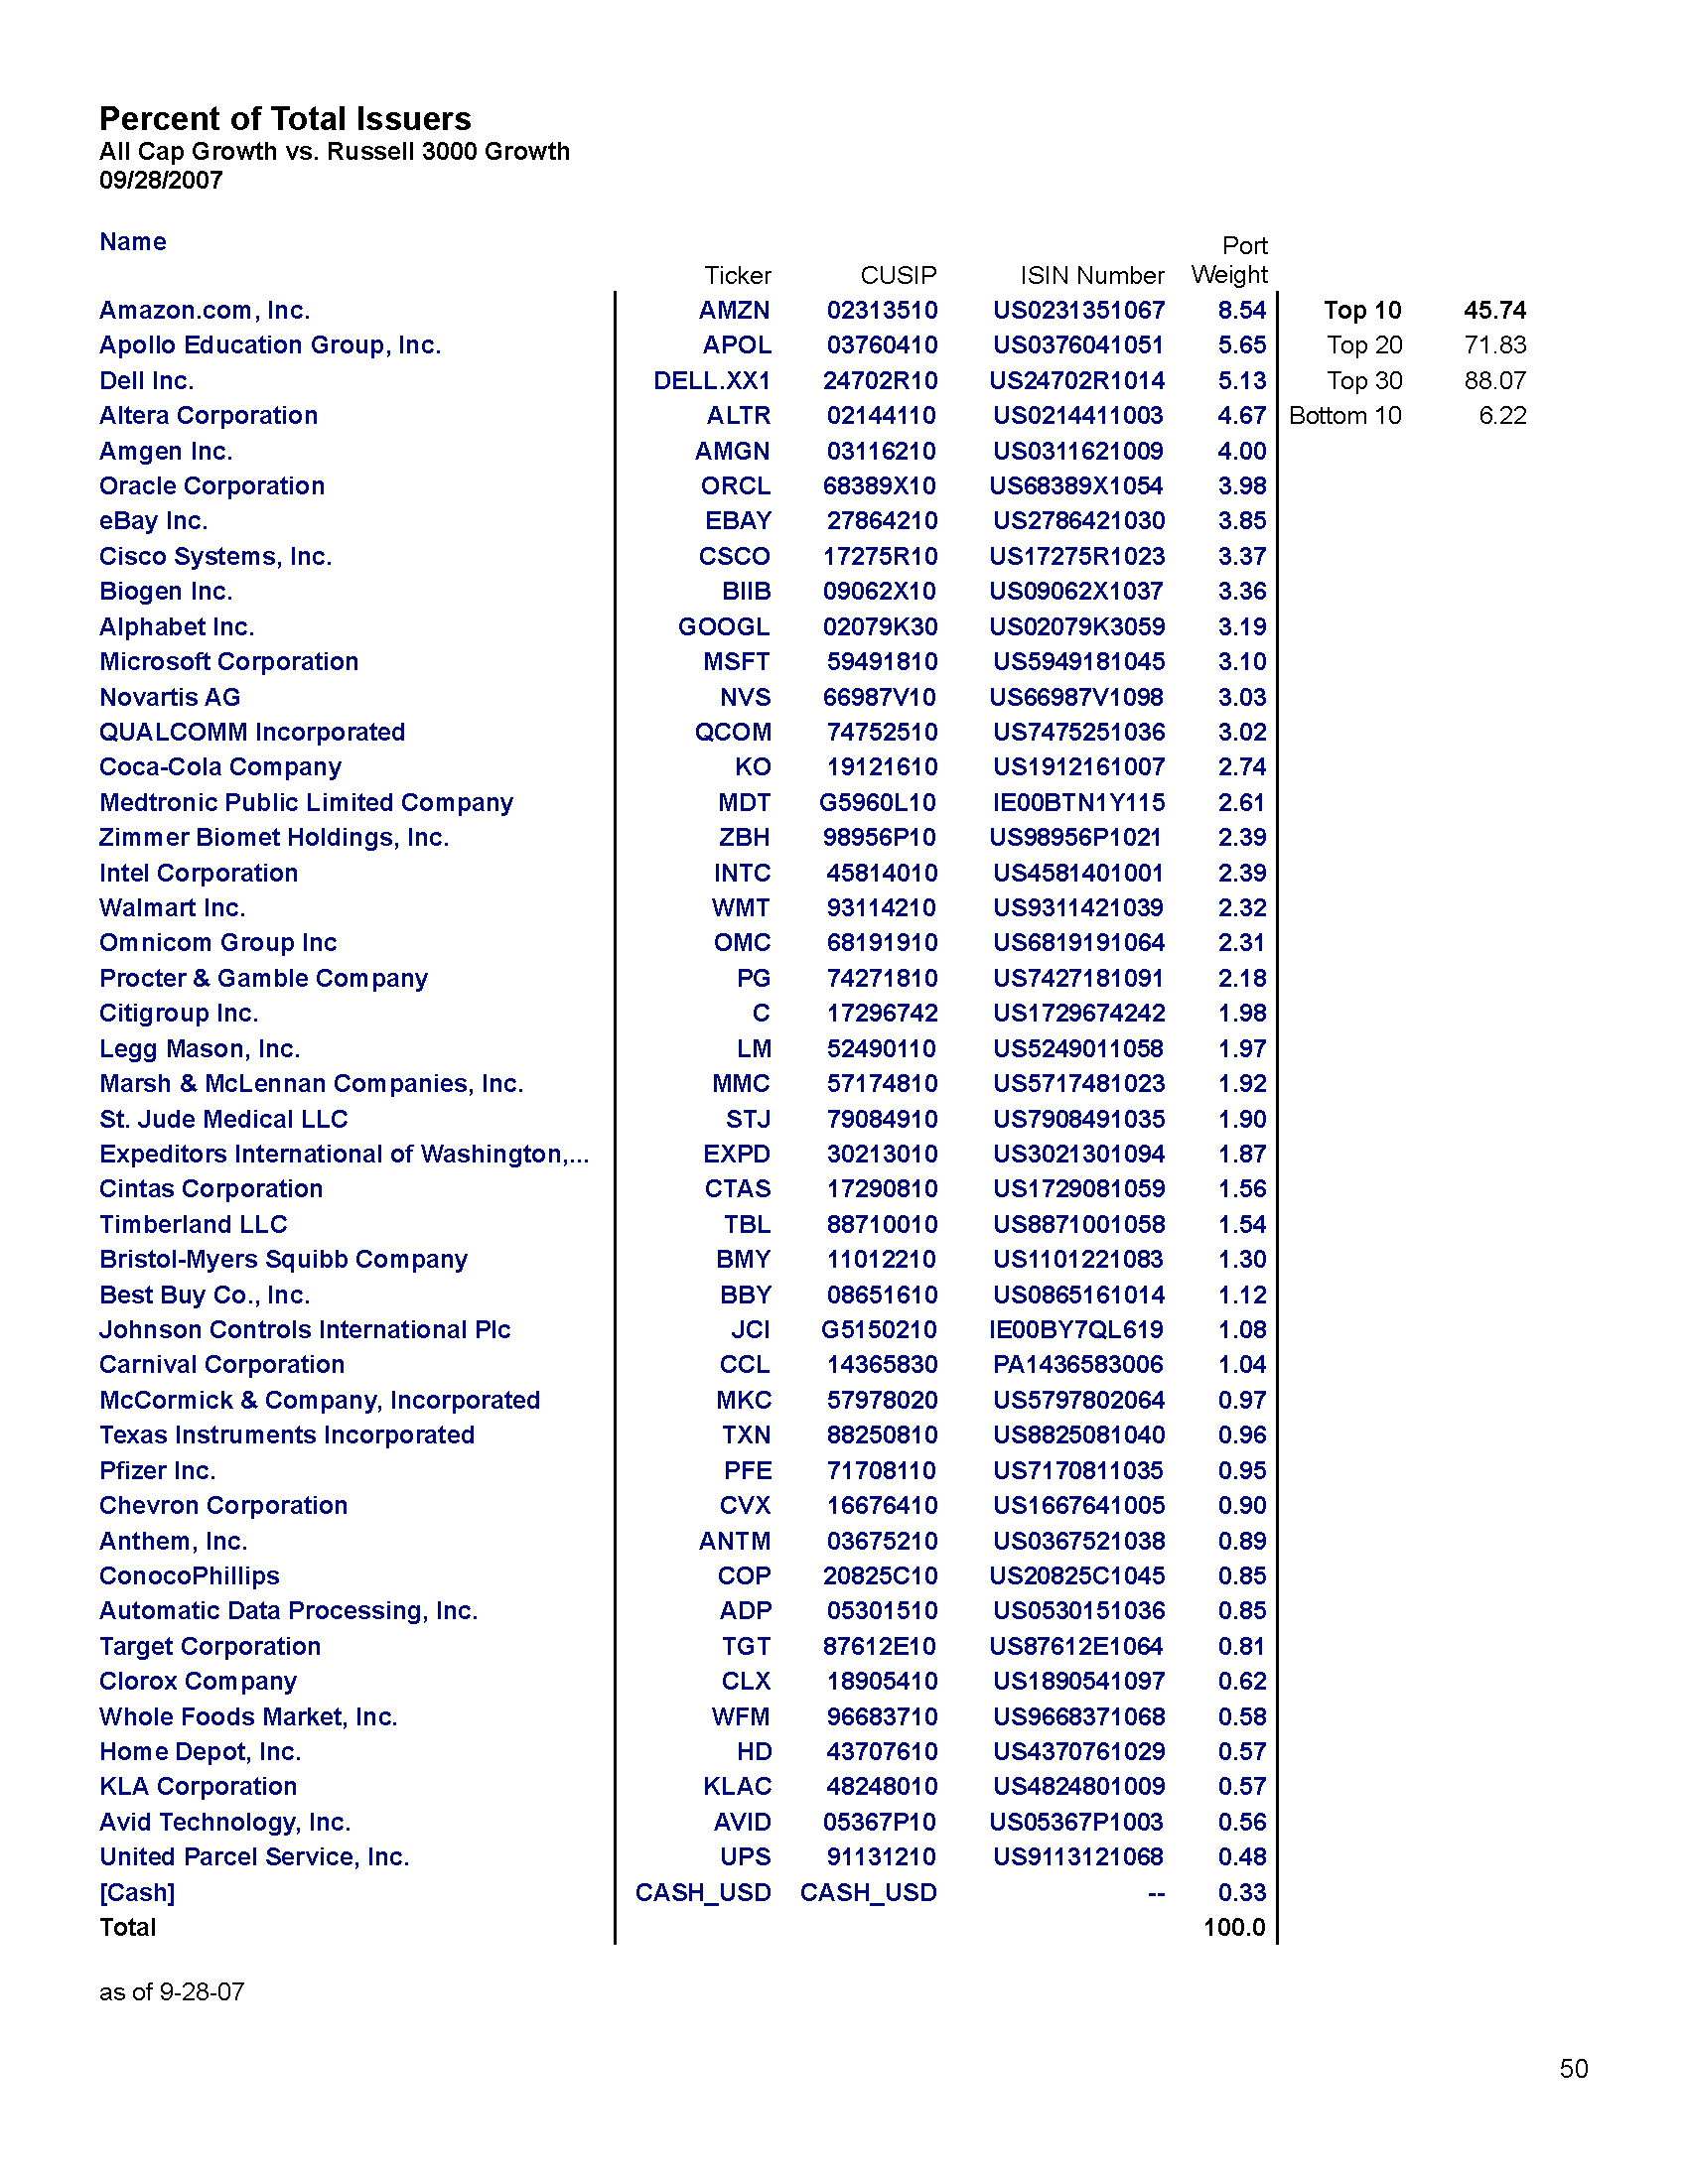 Percent of Total Issuers
All Cap Growth vs. Russell 3000 Growth
09/28/2007
Name Ticker CUSIP ISIN Number Port Weight
Amazon.com, Inc. AMZN 02313510 US0231351067 8.54 Top 10 45.74
Apollo Education Group, Inc. APOL 03760410 US0376041051 5.65 Top 20 71.83
Dell Inc. DELL.XX1 24702R10 US24702R1014 5.13 Top 30 88.07
Altera Corporation ALTR 02144110 US0214411003 4.67 Bottom 10 6.22
Amgen Inc. AMGN 03116210 US0311621009 4.00
Oracle Corporation ORCL 68389X10 US68389X1054 3.98
eBay Inc. EBAY 27864210 US2786421030 3.85
Cisco Systems, Inc. CSCO 17275R10 US17275R1023 3.37
Biogen Inc. BIIB 09062X10 US09062X1037 3.36
Alphabet Inc. GOOGL 02079K30 US02079K3059 3.19
Microsoft Corporation MSFT 59491810 US5949181045 3.10
Novartis AG NVS 66987V10 US66987V1098 3.03
QUALCOMM Incorporated QCOM 74752510 US7475251036 3.02
Coca-Cola Company KO 19121610 US1912161007 2.74
Medtronic Public Limited Company MDT G5960L10 IE00BTN1Y115 2.61
Zimmer Biomet Holdings, Inc. ZBH 98956P10 US98956P1021 2.39
Intel Corporation INTC 45814010 US4581401001 2.39
Walmart Inc. WMT 93114210 US9311421039 2.32
Omnicom Group Inc OMC 68191910 US6819191064 2.31
Procter & Gamble Company PG 74271810 US7427181091 2.18
Citigroup Inc. C 17296742 US1729674242 1.98
Legg Mason, Inc. LM 52490110 US5249011058 1.97
Marsh & McLennan Companies, Inc. MMC 57174810 US5717481023 1.92
St. Jude Medical LLC STJ 79084910 US7908491035 1.90
Expeditors International of Washington,... EXPD 30213010 US3021301094 1.87
Cintas Corporation CTAS 17290810 US1729081059 1.56
Timberland LLC TBL 88710010 US8871001058 1.54
Bristol-Myers Squibb Company BMY 11012210 US1101221083 1.30
Best Buy Co., Inc. BBY 08651610 US0865161014 1.12
Johnson Controls International Plc JCI G5150210 IE00BY7QL619 1.08
Carnival Corporation CCL 14365830 PA1436583006 1.04
McCormick & Company, Incorporated MKC 57978020 US5797802064 0.97
Texas Instruments Incorporated TXN 88250810 US8825081040 0.96
Pfizer Inc. PFE 71708110 US7170811035 0.95
Chevron Corporation CVX 16676410 US1667641005 0.90
Anthem, Inc. ANTM 03675210 US0367521038 0.89
ConocoPhillips COP 20825C10 US20825C1045 0.85
Automatic Data Processing, Inc. ADP 05301510 US0530151036 0.85
Target Corporation TGT 87612E10 US87612E1064 0.81
Clorox Company CLX 18905410 US1890541097 0.62
Whole Foods Market, Inc. WFM 96683710 US9668371068 0.58
Home Depot, Inc. HD 43707610 US4370761029 0.57
KLA Corporation KLAC 48248010 US4824801009 0.57
Avid Technology, Inc. AVID 05367P10 US05367P1003 0.56
United Parcel Service, Inc. UPS 91131210 US9113121068 0.48
[Cash] CASH_USD CASH_USD -- 0.33
Total 100.0
as of 9-28-07
50